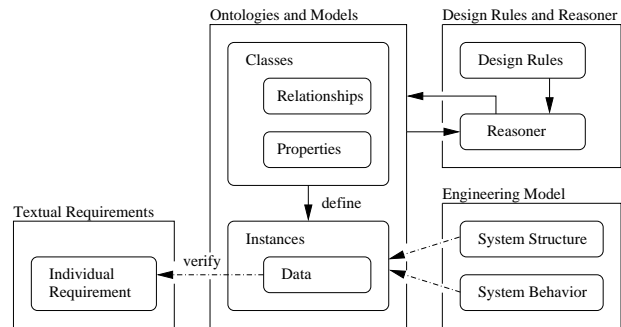 Ontologies and Models
Design Rules and Reasoner
Classes
Relationships
Properties
Design Rules
Reasoner
define
Textual Requirements
Individual
Requirement
verify
Instances
Data
Engineering Model
System Structure
System Behavior